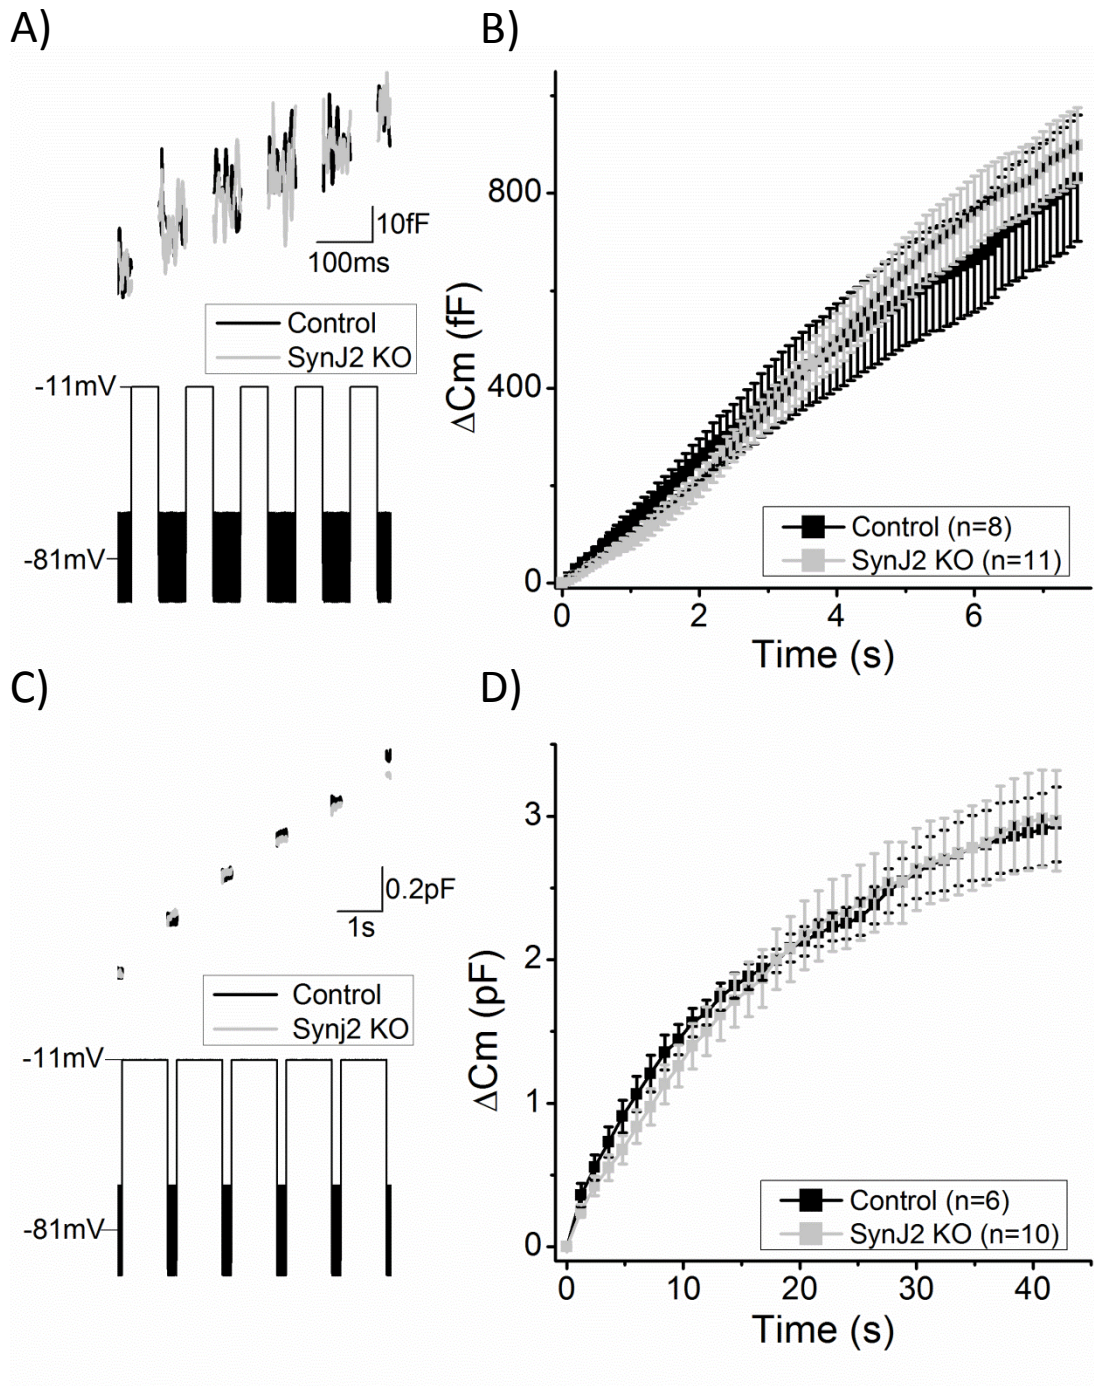 A)
10fF
100ms
Control
SynJ2 KO
-11mV
-81mV
B)
ΔCm (fF)
800
400
0
Control (n=8)
SynJ2 KO (n=11)
0 2 4 6
Time (s)
C)
0.2pF
1s
Control
Synj2 KO
-11mV
-81mV
D)
ΔCm (pF)
3
2
1
0
Control (n=6)
SynJ2 KO (n=10)
0 10 20 30 40
Time (s)